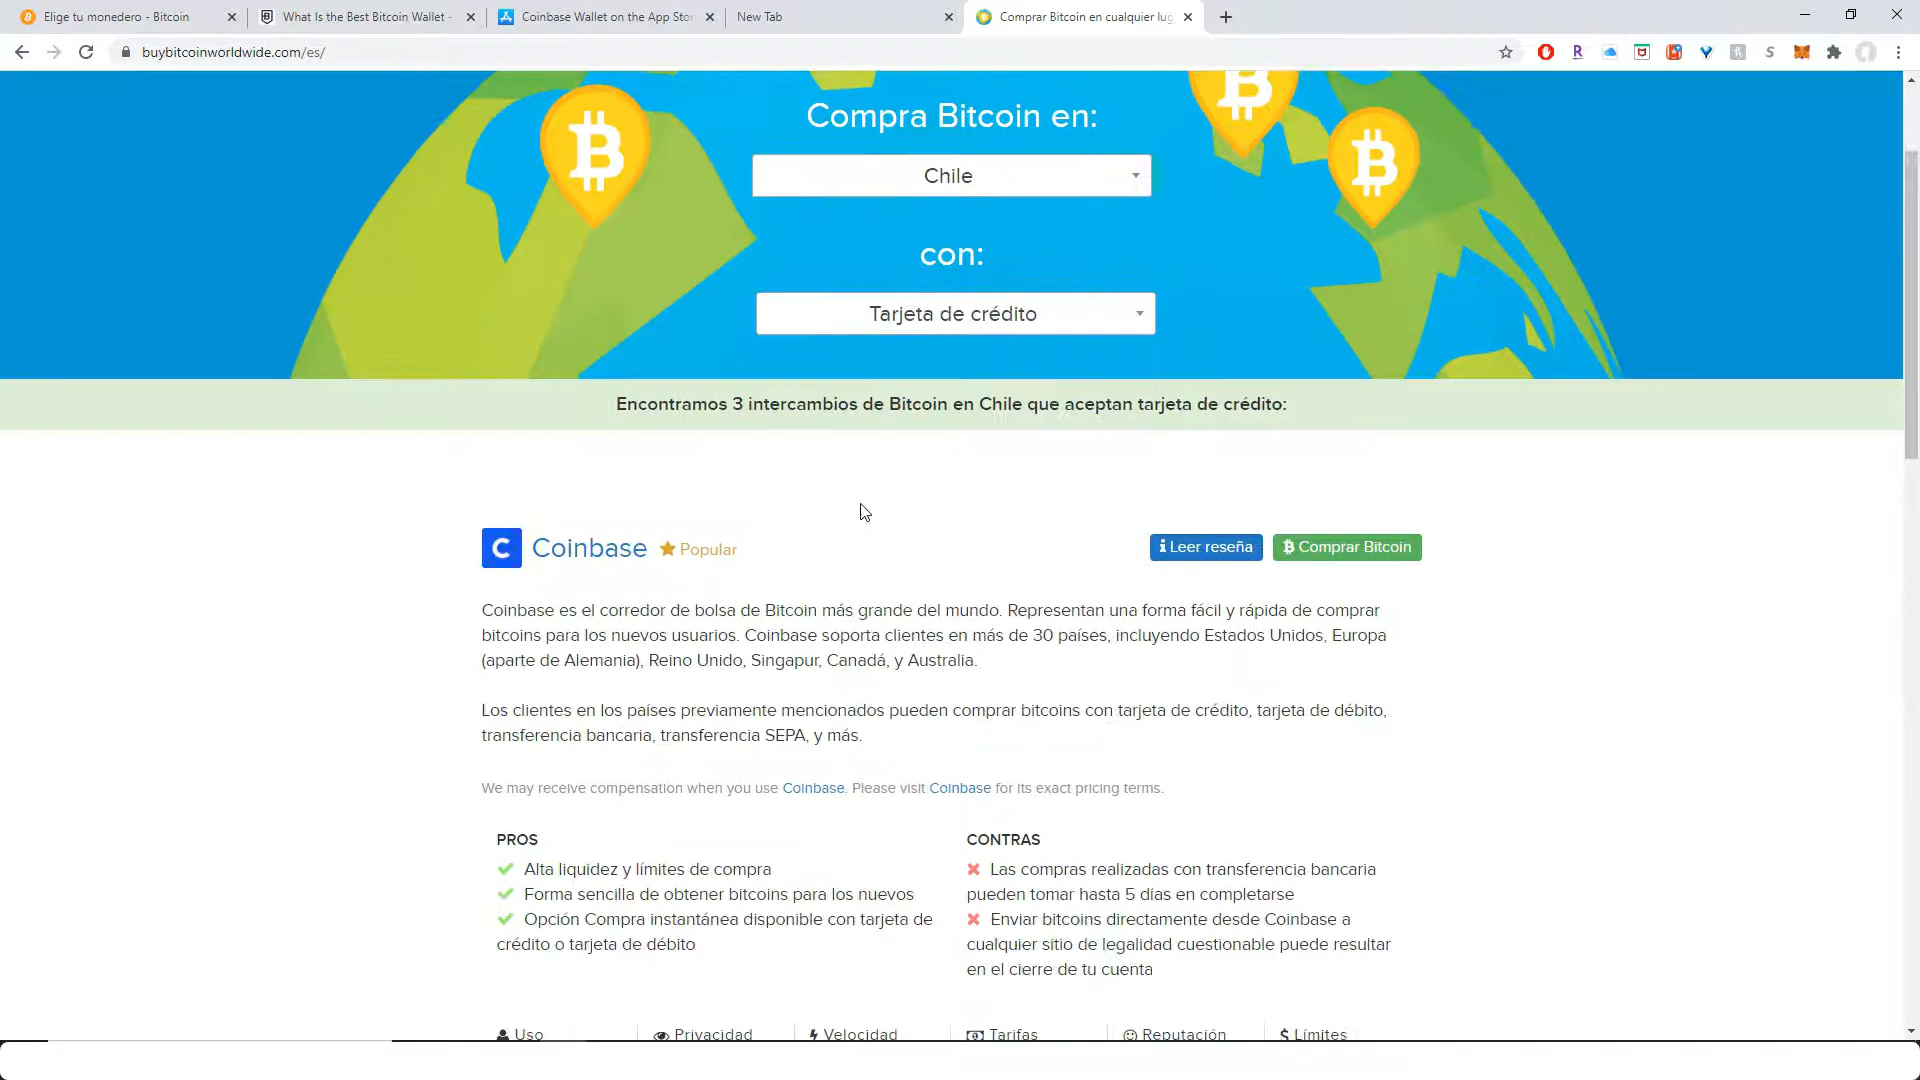 Elige tu monedero - Bitcoin
What Is the Best Bitcoin Wallet -
Coinbase Wallet on the App Stor
New Tab
Comprar Bitcoin en cualquier lug
buybitcoinworldwide.com/es/
Compra Bitcoin en:
Chile
con:
Tarjeta de crédito
Encontramos 3 intercambios de Bitcoin en Chile que aceptan tarjeta de crédito:
Coinbase
Popular
Leer reseña
Comprar Bitcoin
Coinbase es el corredor de bolsa de Bitcoin más grande del mundo. Representan una forma fácil y rápida de comprar
bitcoins para los nuevos usuarios. Coinbase soporta clientes en más de 30 países, incluyendo Estados Unidos, Europa
(aparte de Alemania), Reino Unido, Singapur, Canadá, y Australia.
Los clientes en los países previamente mencionados pueden comprar bitcoins con tarjeta de crédito, tarjeta de débito,
transferencia bancaria, transferencia SEPA, y más.
We may receive compensation when you use Coinbase. Please visit Coinbase for its exact pricing terms.
PROS
Alta liquidez y límites de compra
Forma sencilla de obtener bitcoins para los nuevos
Opción Compra instantánea disponible con tarjeta de
crédito o tarjeta de débito
CONTRAS
Las compras realizadas con transferencia bancaria
pueden tomar hasta 5 días en completarse
Enviar bitcoins directamente desde Coinbase a
cualquier sitio de legalidad cuestionable puede resultar
en el cierre de tu cuenta
Uso
Privacidad
Velocidad
Tarifas
Reputación
Límites